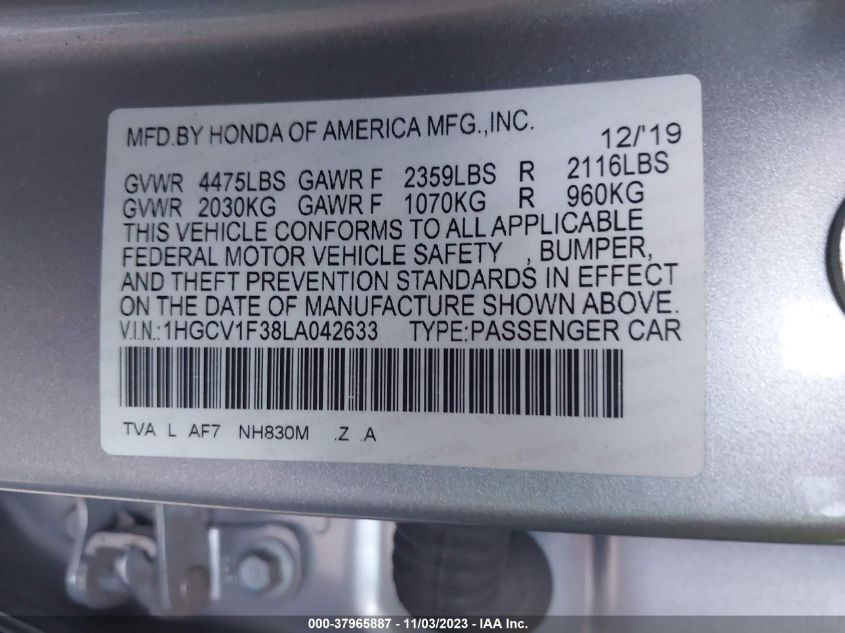 MFD.BY HONDA OF AMERICA MFG.,INC. 12/'19
GVWR 4475LBS GAWR F 2359LBS R 2116LBS
GVWR 2030KG GAWR F 1070KG R 960KG
THIS VEHICLE CONFORMS TO ALL APPLICABLE
FEDERAL MOTOR VEHICLE SAFETY , BUMPER,
AND THEFT PREVENTION STANDARDS IN EFFECT
ON THE DATE OF MANUFACTURE SHOWN ABOVE.
V.I.N.:1HGCV1F38LA042633 TYPE:PASSENGER CAR
TVA L AF7 NH830M .Z .A
000-37965887 - 11/03/2023 - IAA Inc.